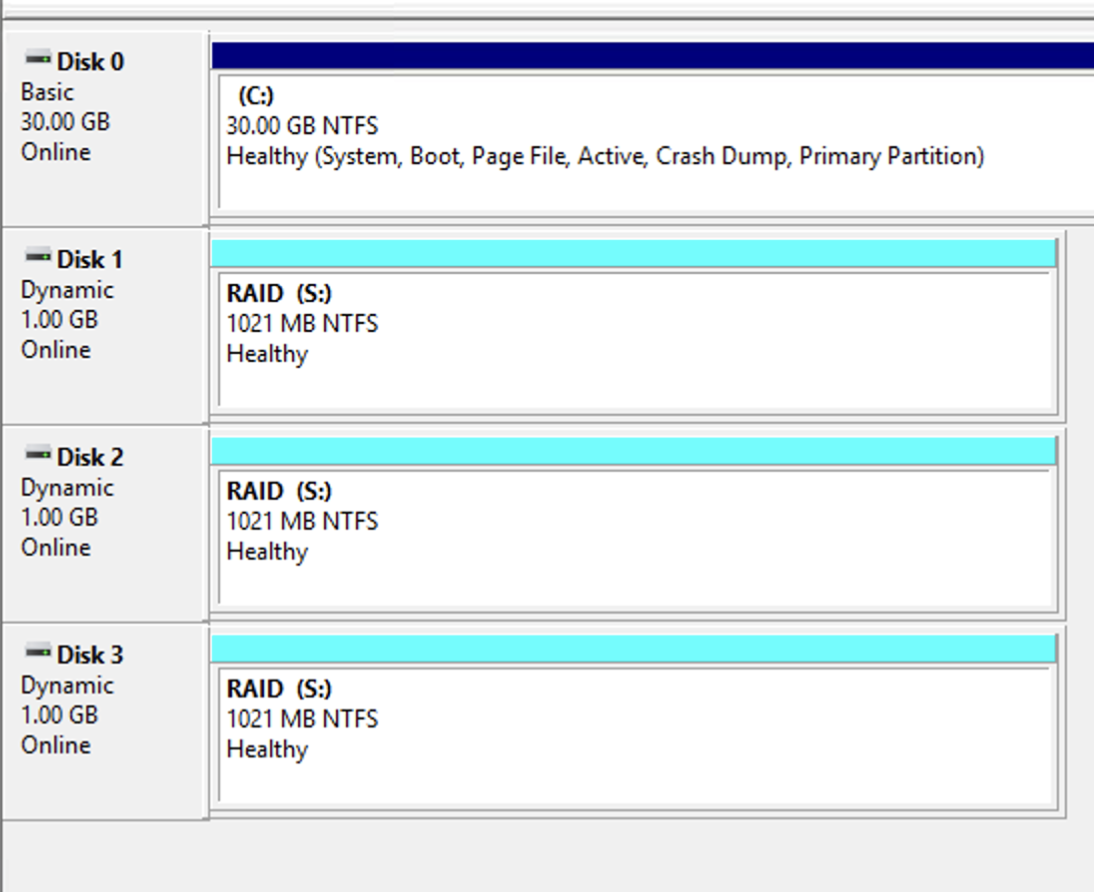 Disk 0
Basic
30.00 GB
Online
(C:)
30.00 GB NTFS
Healthy (System, Boot, Page File, Active, Crash Dump, Primary Partition)
Disk 1
Dynamic
1.00 GB
Online
RAID (S:)
1021 MB NTFS
Healthy
Disk 2
Dynamic
1.00 GB
Online
RAID (S:)
1021 MB NTFS
Healthy
Disk 3
Dynamic
1.00 GB
Online
RAID (S:)
1021 MB NTFS
Healthy